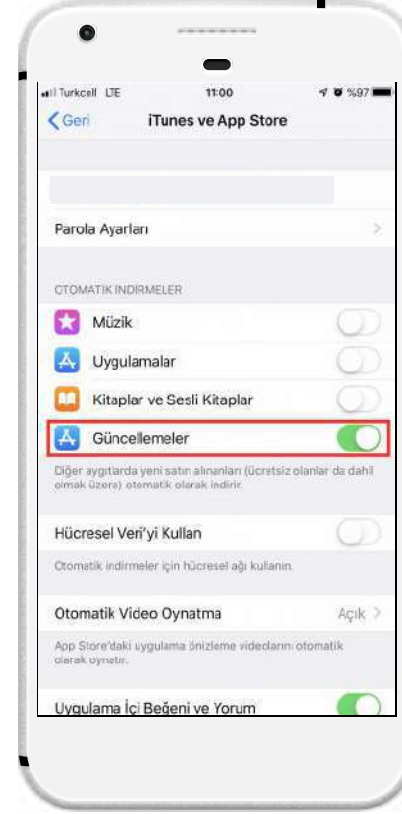 Turkcell LTE 11:00 %97
Geri iTunes ve App Store
Parola Ayarları
OTOMATİK İNDİRMELER
Müzik
Uygulamalar
Kitaplar ve Sesli Kitaplar
Güncellemeler
Diğer aygıtlarda yeni satın alınanları (ücretsiz olanlar da dahil
olmak üzere) otomatik olarak indirir.
Hücresel Veri'yi Kullan
Otomatik indirmeler için hücresel ağı kullanın.
Otomatik Video Oynatma Açık
App Store'daki uygulama önizleme videolarını otomatik
olarak oynatır.
Uygulama İçi Beğeni ve Yorum